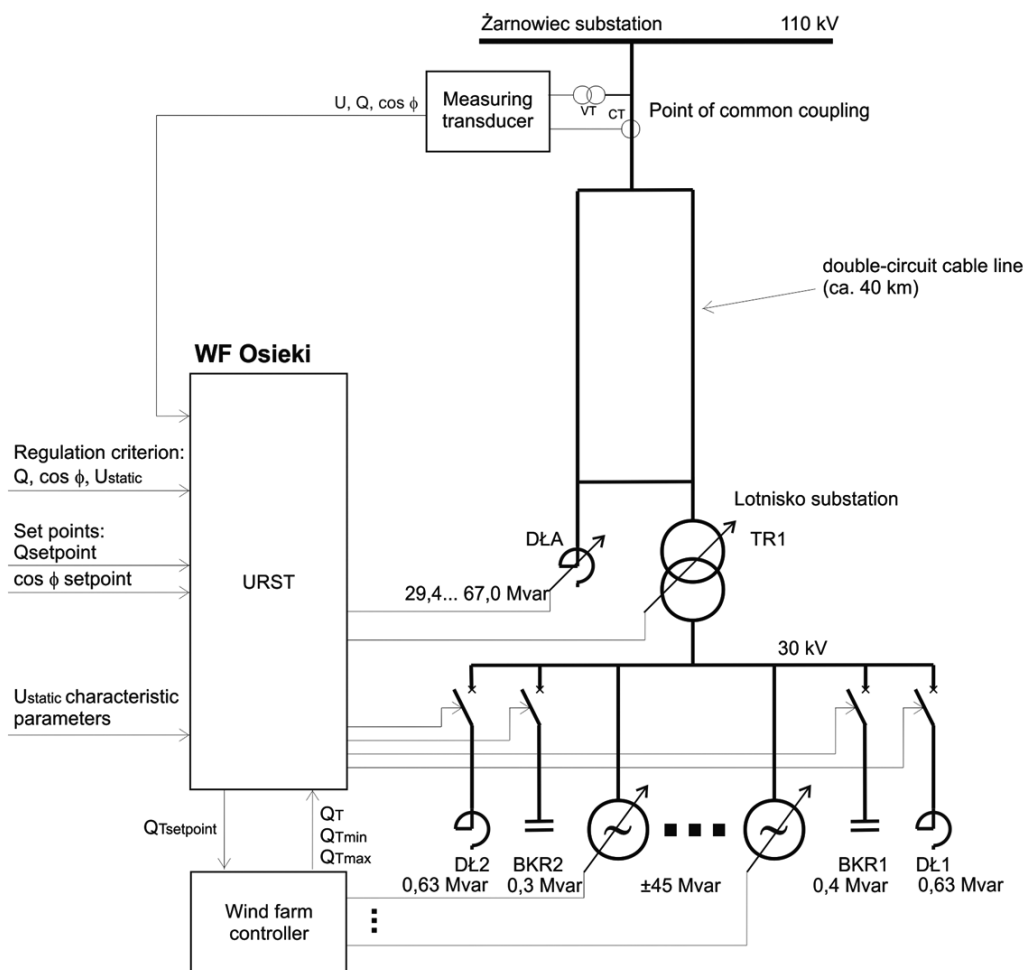 Żarnowiec substation 110 kV
U, Q, cos ϕ
Measuring
transducer
VT
CT
Point of common coupling
double-circuit cable line
(ca. 40 km)
WF Osieki
Regulation criterion:
Q, cos ϕ, Ustatic
Set points:
Qsetpoint
cos ϕ setpoint
URST
Lotnisko substation
DŁA
TR1
29,4... 67,0 Mvar
30 kV
Ustatic characteristic
parameters
QTsetpoint
QT
QTmin
QTmax
DŁ2
0,63 Mvar
BKR2
0,3 Mvar
±45 Mvar
BKR1
0,4 Mvar
DŁ1
0,63 Mvar
Wind farm
controller